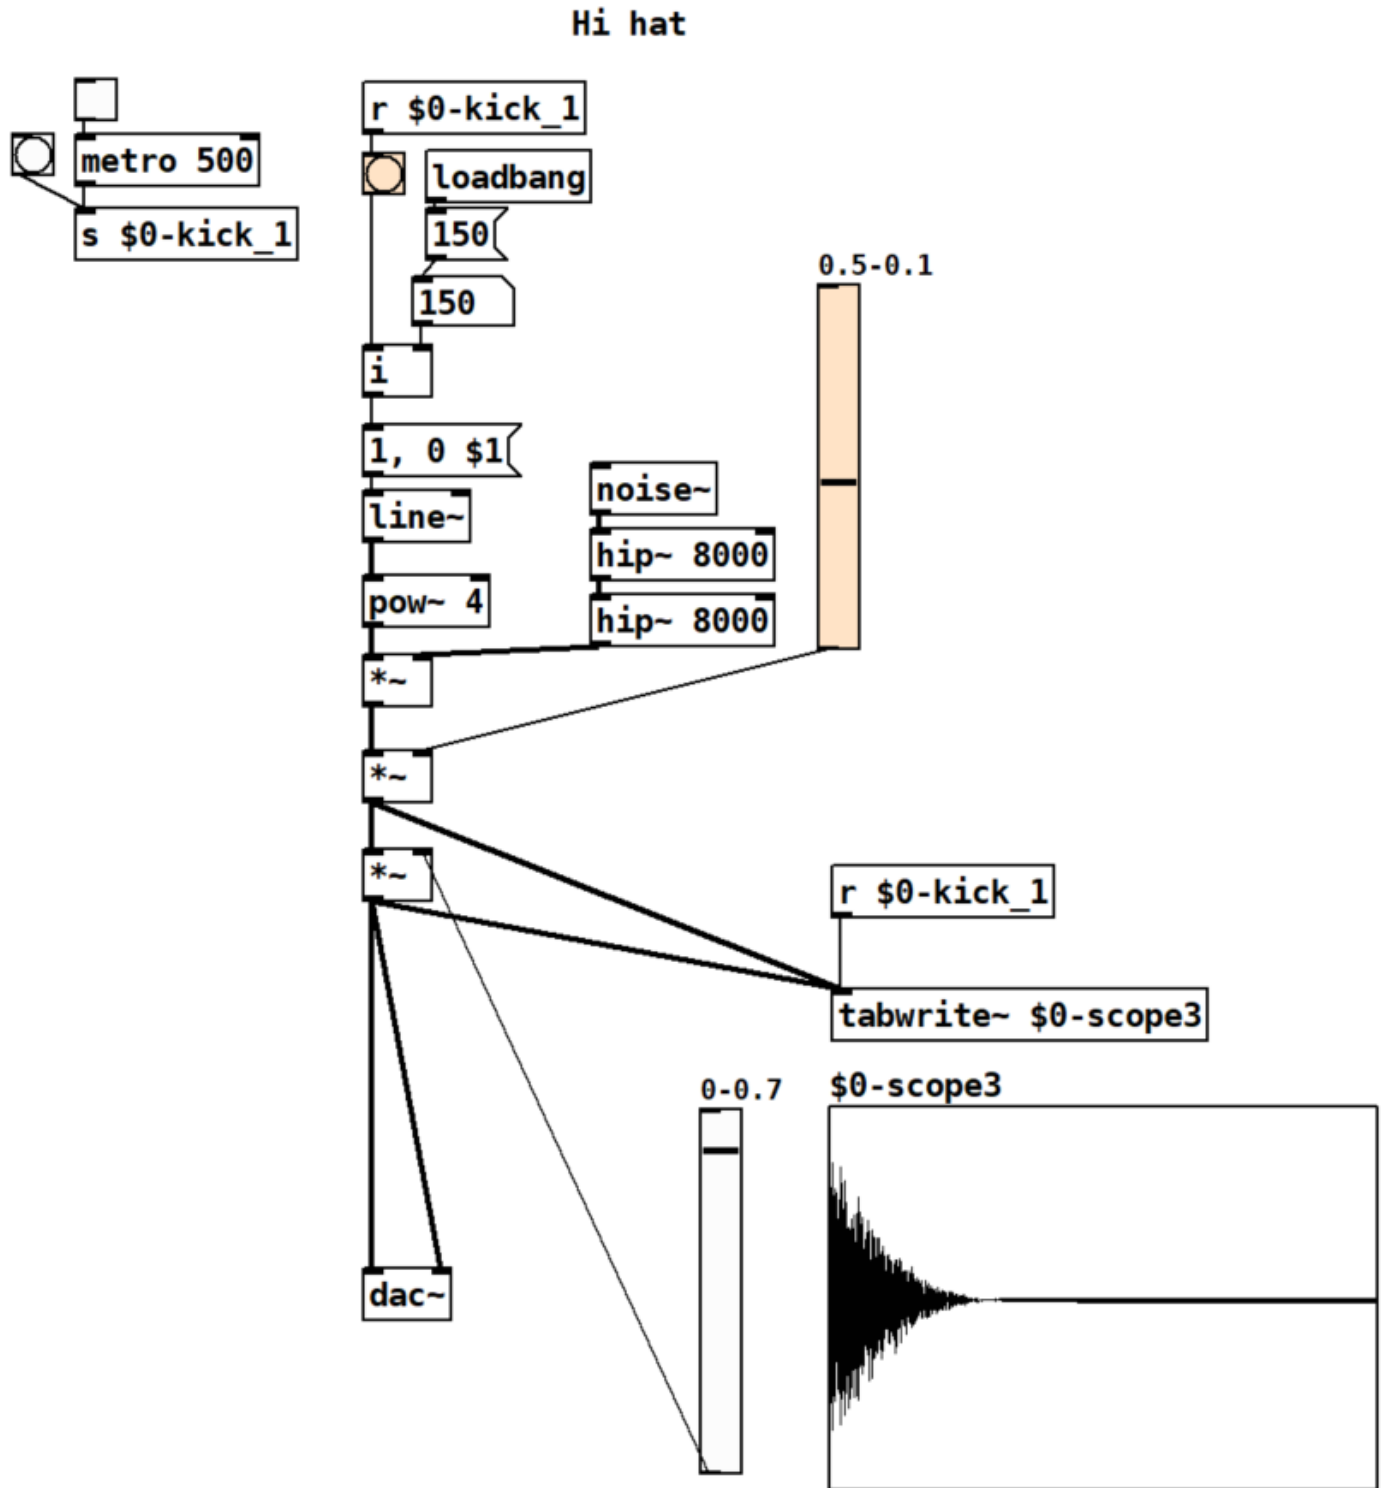 Hi hat
r $0-kick_1
metro 500
loadbang
s $0-kick_1
150
150
0.5-0.1
i
1, 0 $1
line~
noise~
hip~ 8000
pow~ 4
hip~ 8000
*~
*~
*~
r $0-kick_1
tabwrite~ $0-scope3
0-0.7
$0-scope3
dac~